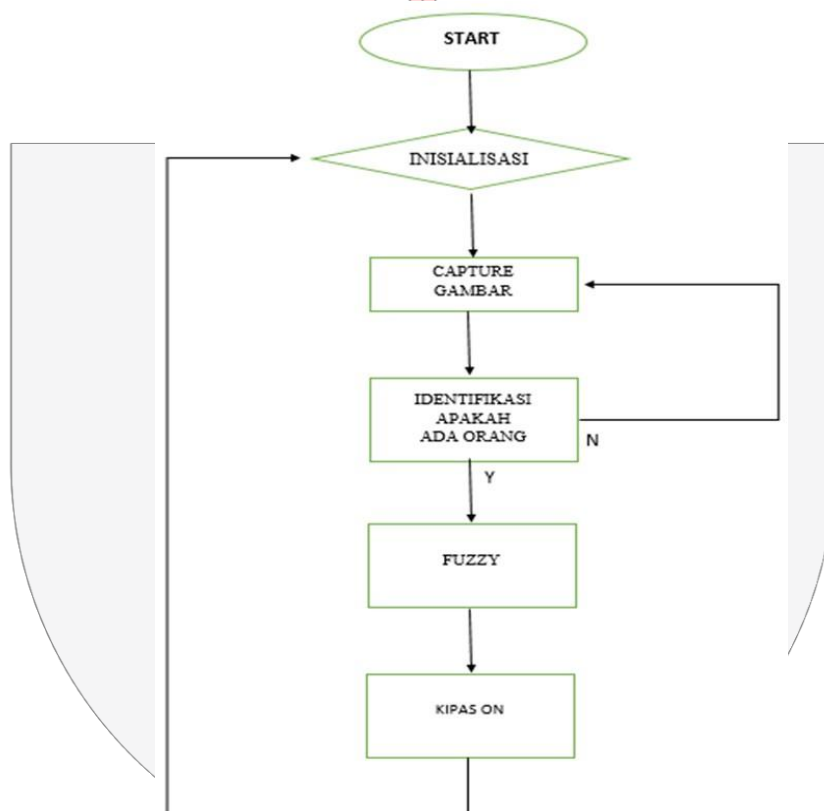 START
INISIALISASI
CAPTURE
GAMBAR
IDENTIFIKASI
APAKAH
ADA ORANG
N
Y
FUZZY
KIPAS ON